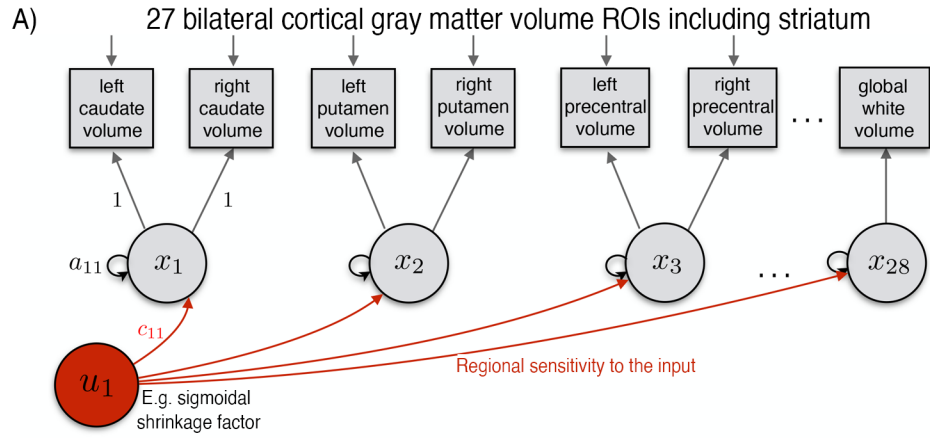 A) 27 bilateral cortical gray matter volume ROIs including striatum
left
caudate
volume
right
caudate
volume
left
putamen
volume
right
putamen
volume
left
precentral
volume
right
precentral
volume
...
global
white
volume
1
1
a₁₁
x₁
x₂
x₃
...
x₂₈
c₁₁
u₁
Regional sensitivity to the input
E.g. sigmoidal
shrinkage factor